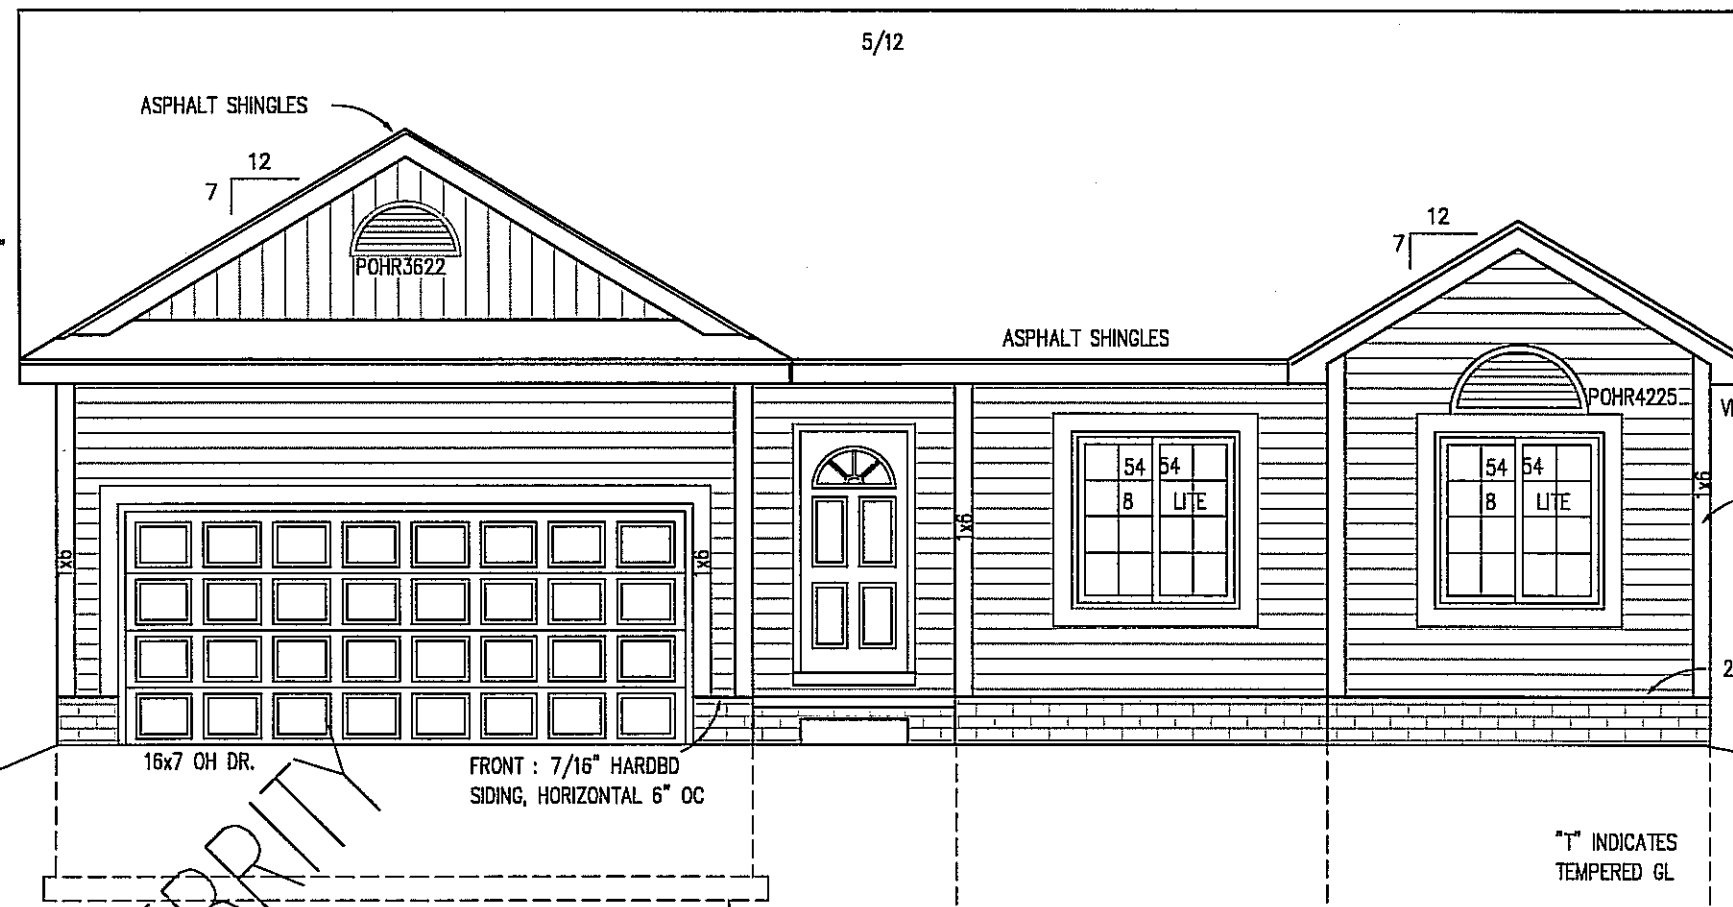 5/12
ASPHALT SHINGLES
12
7
12
7
POHR3622
ASPHALT SHINGLES
POHR4225
54 54
8 LITE
54 54
8 LITE
1x6
1x6
1x6
1x6
2
16x7 OH DR.
FRONT : 7/16" HARDBD
SIDING, HORIZONTAL 6" OC
"T" INDICATES
TEMPERED GL